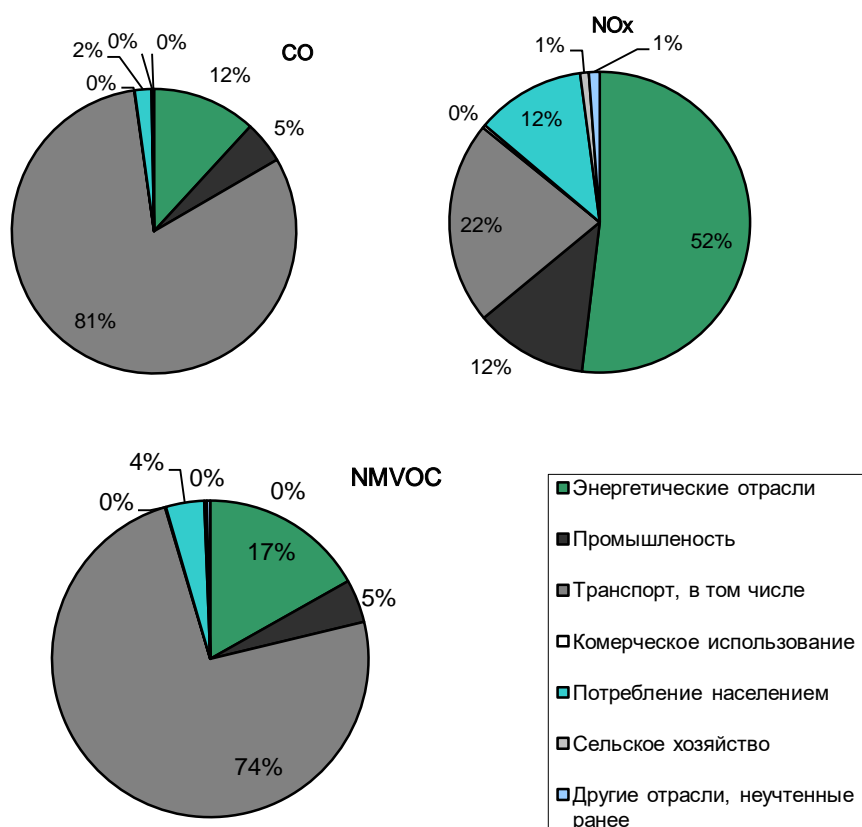 CO
0%
0%
2%
0%
12%
5%
81%
NOx
1%
1%
0%
12%
22%
52%
12%
NMVOC
4%
0%
0%
0%
17%
5%
74%
Энергетические отрасли
Промышленость
Транспорт, в том числе
Комерческое использование
Потребление населением
Сельское хозяйство
Другие отрасли, неучтенные
ранее